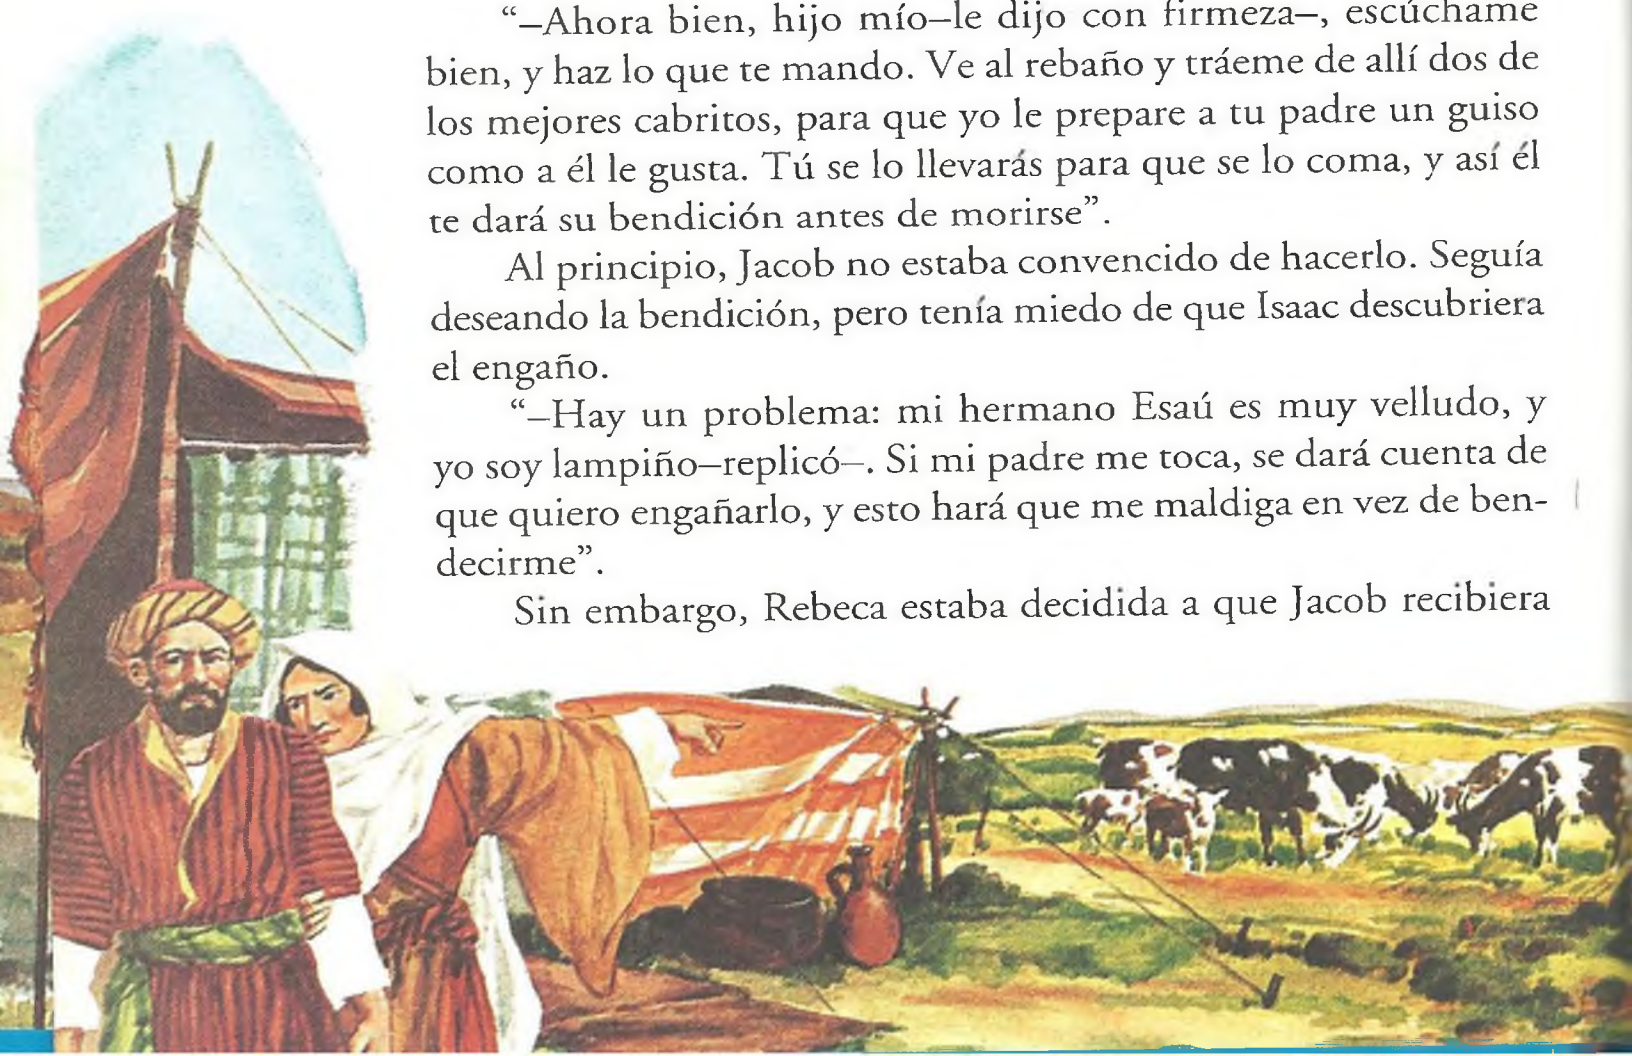 “–Ahora bien, hijo mío–le dijo con firmeza–, escúchame
bien, y haz lo que te mando. Ve al rebaño y tráeme de allí dos de
los mejores cabritos, para que yo le prepare a tu padre un guiso
como a él le gusta. Tú se lo llevarás para que se lo coma, y así él
te dará su bendición antes de morirse”.
Al principio, Jacob no estaba convencido de hacerlo. Seguía
deseando la bendición, pero tenía miedo de que Isaac descubriera
el engaño.
“–Hay un problema: mi hermano Esaú es muy velludo, y
yo soy lampiño–replicó–. Si mi padre me toca, se dará cuenta de
que quiero engañarlo, y esto hará que me maldiga en vez de ben-
decirme”.
Sin embargo, Rebeca estaba decidida a que Jacob recibiera